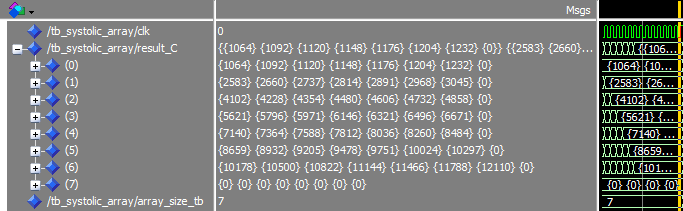 Msgs
/tb_systolic_array/clk 0
/tb_systolic_array/result_C {{1064} {1092} {1120} {1148} {1176} {1204} {1232} {0}} {{2583} {2660}... {{106...
(0) {1064} {1092} {1120} {1148} {1176} {1204} {1232} {0} {1064} {10...
(1) {2583} {2660} {2737} {2814} {2891} {2968} {3045} {0} {2583} {26...
(2) {4102} {4228} {4354} {4480} {4606} {4732} {4858} {0} {4102} {4...
(3) {5621} {5796} {5971} {6146} {6321} {6496} {6671} {0} {5621} {...
(4) {7140} {7364} {7588} {7812} {8036} {8260} {8484} {0} {7140} ...
(5) {8659} {8932} {9205} {9478} {9751} {10024} {10297} {0} {8659...
(6) {10178} {10500} {10822} {11144} {11466} {11788} {12110} {0} {101...
(7) {0} {0} {0} {0} {0} {0} {0} {0} {0} {0} {0} {0} ...
/tb_systolic_array/array_size_tb 7 7